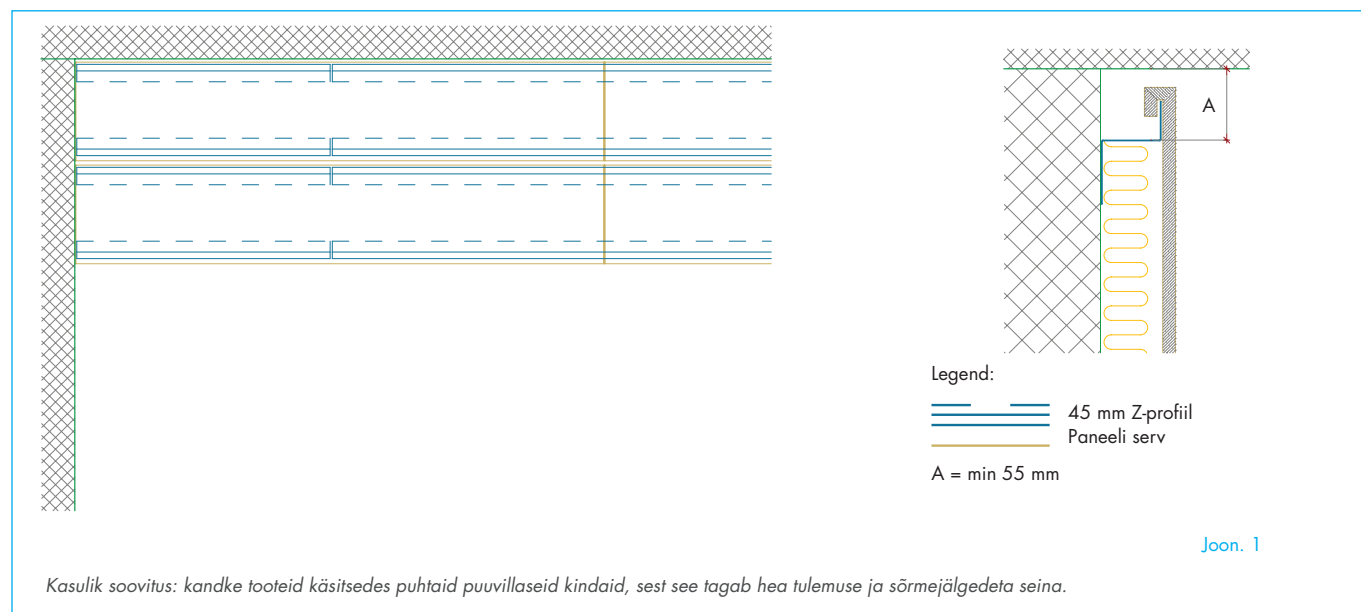 A
Legend:
45 mm Z-profiil
Paneeli serv
A = min 55 mm
Joon. 1
Kasulik soovitus: kandke tooteid käsitsedes puhtaid puuvillaseid kindaid, sest see tagab hea tulemuse ja sõrmejälgedeta seina.